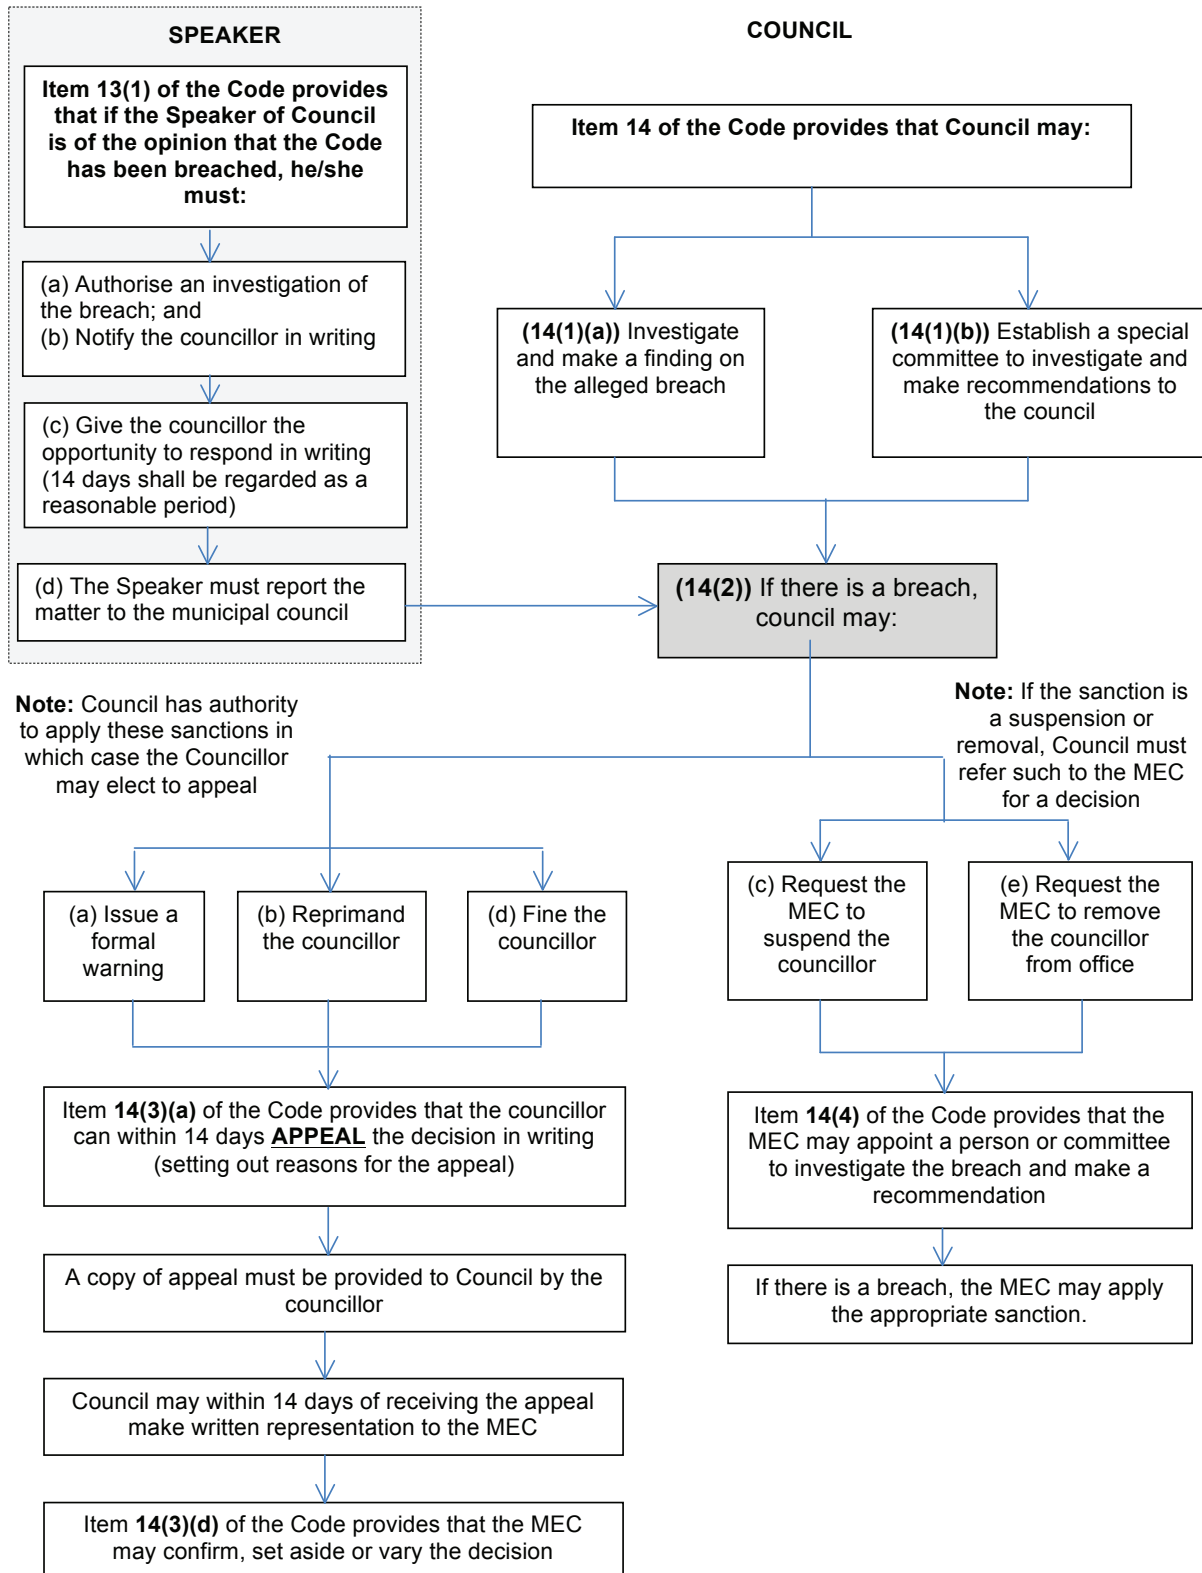 SPEAKER
Item 13(1) of the Code provides
that if the Speaker of Council
is of the opinion that the Code
has been breached, he/she
must:
(a) Authorise an investigation of
the breach; and
(b) Notify the councillor in writing
(c) Give the councillor the
opportunity to respond in writing
(14 days shall be regarded as a
reasonable period)
(d) The Speaker must report the
matter to the municipal council
COUNCIL
Item 14 of the Code provides that Council may:
(14(1)(a)) Investigate
and make a finding on
the alleged breach
(14(1)(b)) Establish a special
committee to investigate and
make recommendations to
the council
(14(2)) If there is a breach,
council may:
Note: Council has authority
to apply these sanctions in
which case the Councillor
may elect to appeal
Note: If the sanction is
a suspension or
removal, Council must
refer such to the MEC
for a decision
(a) Issue a
formal
warning
(b) Reprimand
the councillor
(d) Fine the
councillor
(c) Request the
MEC to
suspend the
councillor
(e) Request the
MEC to remove
the councillor
from office
Item 14(3)(a) of the Code provides that the councillor
can within 14 days APPEAL the decision in writing
(setting out reasons for the appeal)
A copy of appeal must be provided to Council by the
councillor
Council may within 14 days of receiving the appeal
make written representation to the MEC
Item 14(3)(d) of the Code provides that the MEC
may confirm, set aside or vary the decision
Item 14(4) of the Code provides that the
MEC may appoint a person or committee
to investigate the breach and make a
recommendation
If there is a breach, the MEC may apply
the appropriate sanction.